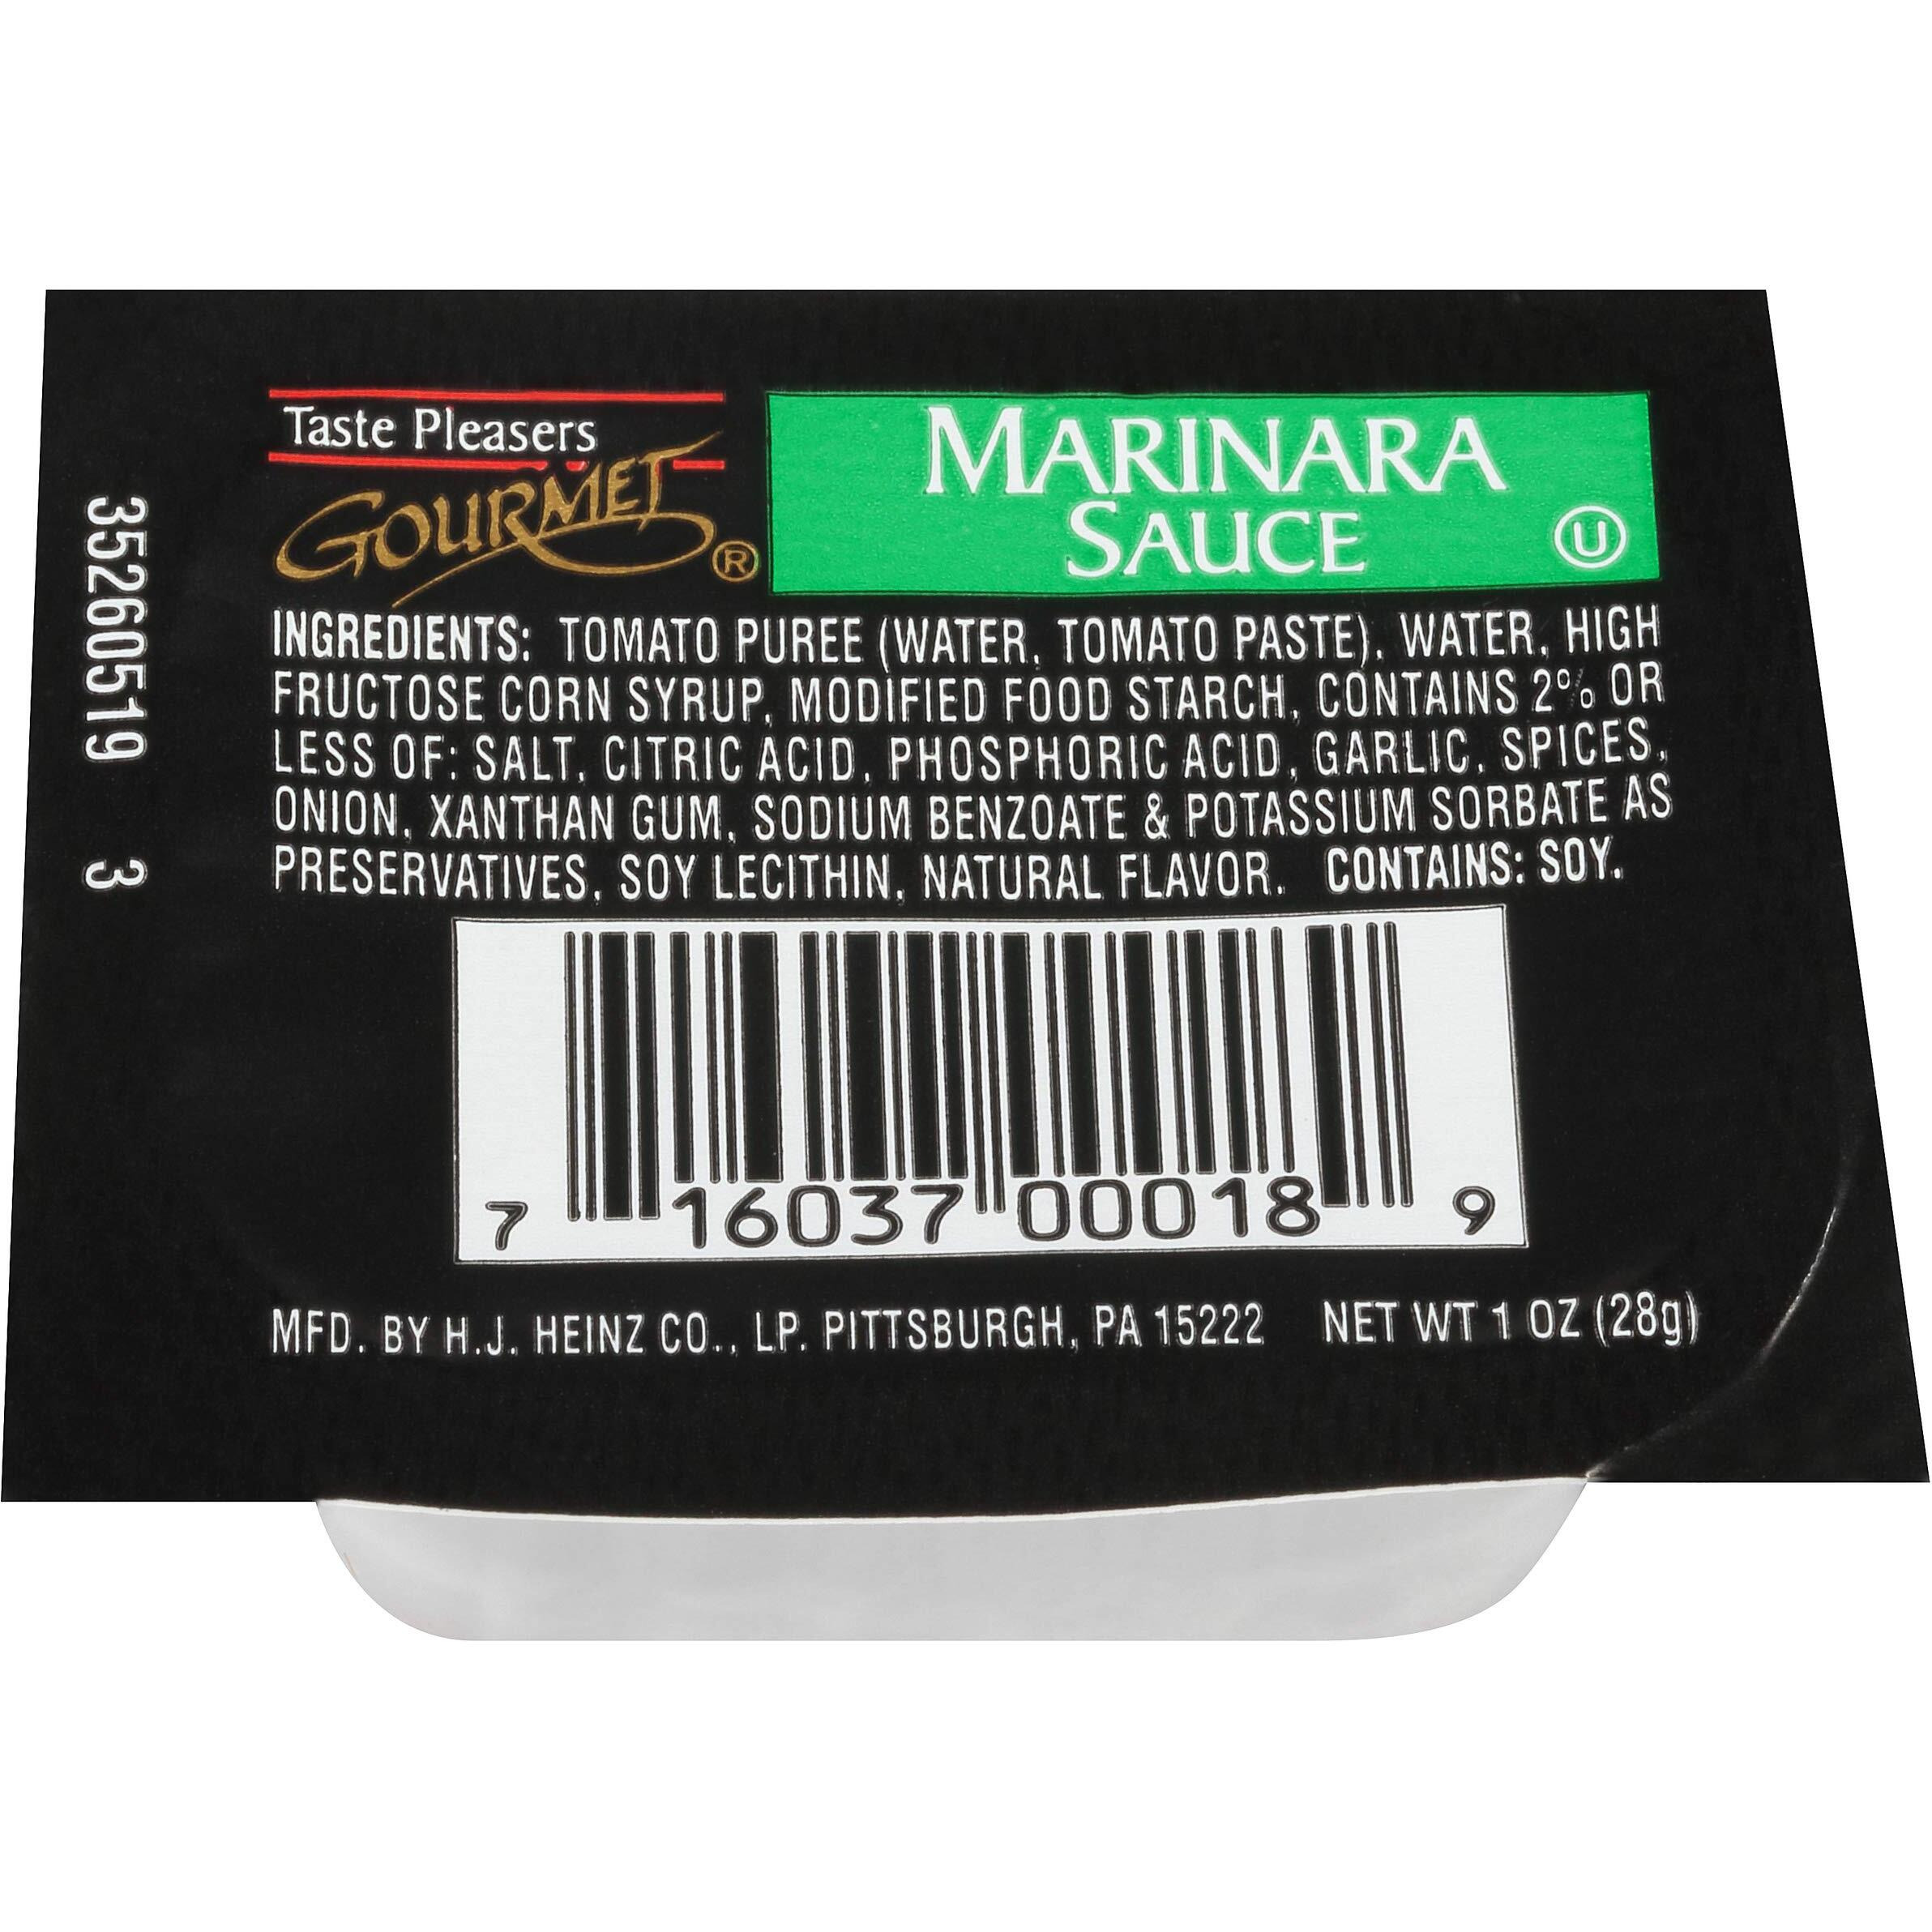 Taste Pleasers
GOURMET®
MARINARA
SAUCE
U
INGREDIENTS: TOMATO PUREE (WATER, TOMATO PASTE), WATER, HIGH
FRUCTOSE CORN SYRUP, MODIFIED FOOD STARCH, CONTAINS 2% OR
LESS OF: SALT, CITRIC ACID, PHOSPHORIC ACID, GARLIC, SPICES,
ONION, XANTHAN GUM, SODIUM BENZOATE & POTASSIUM SORBATE AS
PRESERVATIVES, SOY LECITHIN, NATURAL FLAVOR. CONTAINS: SOY.
7 16037 00018 9
MFD. BY H.J. HEINZ CO., LP. PITTSBURGH, PA 15222 NET WT 1 OZ (28g)
35260519 3